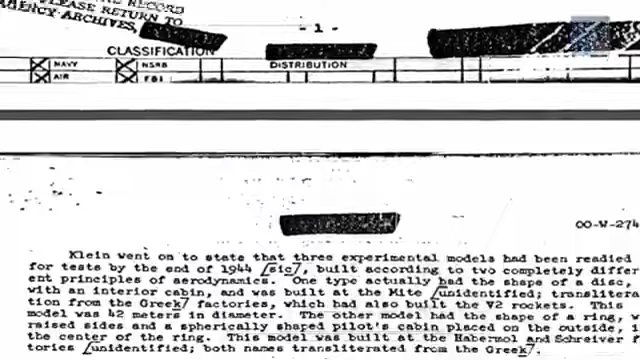 RECORD
PLEASE RETURN TO
AGENCY ARCHIVES,
- 1 -
CLASSIFICATION
NAVY NSRB DISTRIBUTION
AIR FBI
OO-W-274
Klein went on to state that three experimental models had been readied
for tests by the end of 1944 /sic/, built according to two completely differ
ent principles of aerodynamics. One type actually had the shape of a disc,
with an interior cabin, and was built at the Mite /unidentified; translitera
tion from the Greek/ factories, which had also built the V2 rockets. This
model was 42 meters in diameter. The other model had the shape of a ring, w
raised sides and a spherically shaped pilot's cabin placed on the outside, i
the center of the ring. This model was built at the Habermol and Schreiver f
tories /unidentified; both names transliterated from the Greek/.